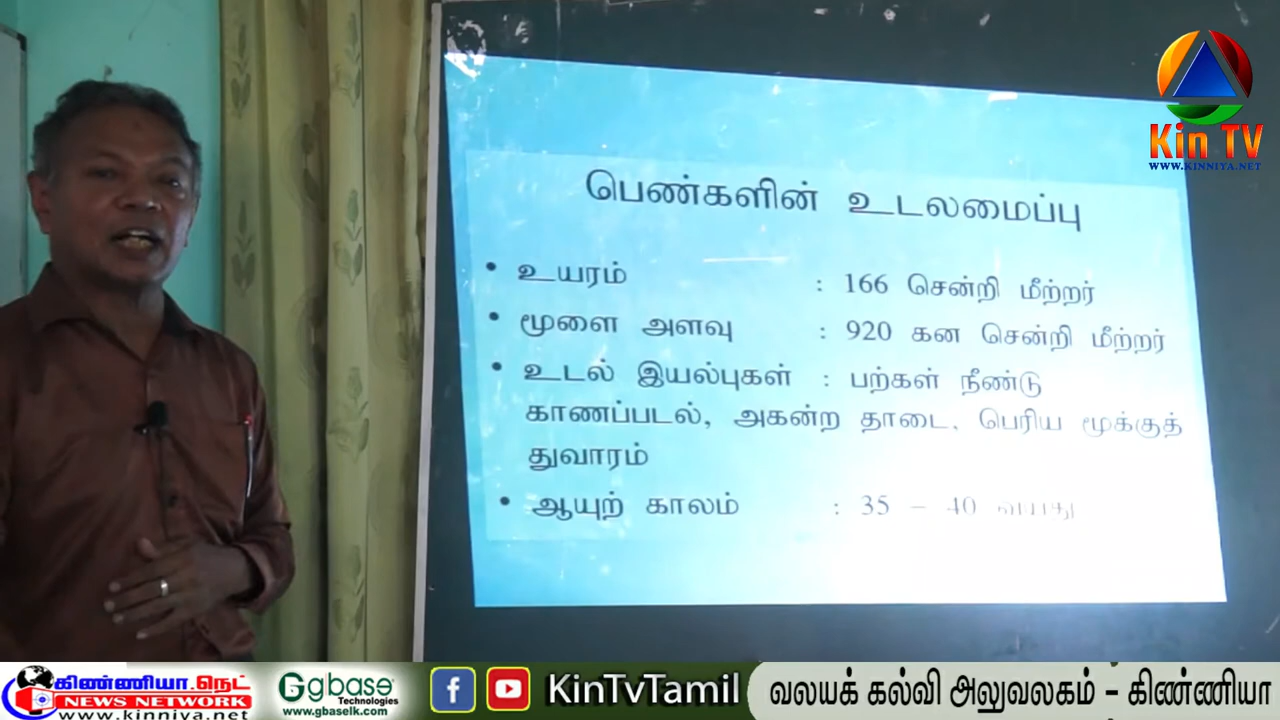 Kin TV
WWW.KINNIYA.NET
பெண்களின் உடலமைப்பு
• உயரம் : 166 சென்றி மீற்றர்
• மூளை அளவு : 920 கன சென்றி மீற்றர்
• உடல் இயல்புகள் : பற்கள் நீண்டு
காணப்படல், அகன்ற தாடை, பெரிய மூக்குத்
துவாரம்
• ஆயுற் காலம் : 35 – 40 வயது
கிண்ணியா.நெட்
NEWS NETWORK
www.kinniya.net
gbase
Technologies
www.gbaselk.com
KinTvTamil
வலயக் கல்வி அலுவலகம் - கிண்ணியா